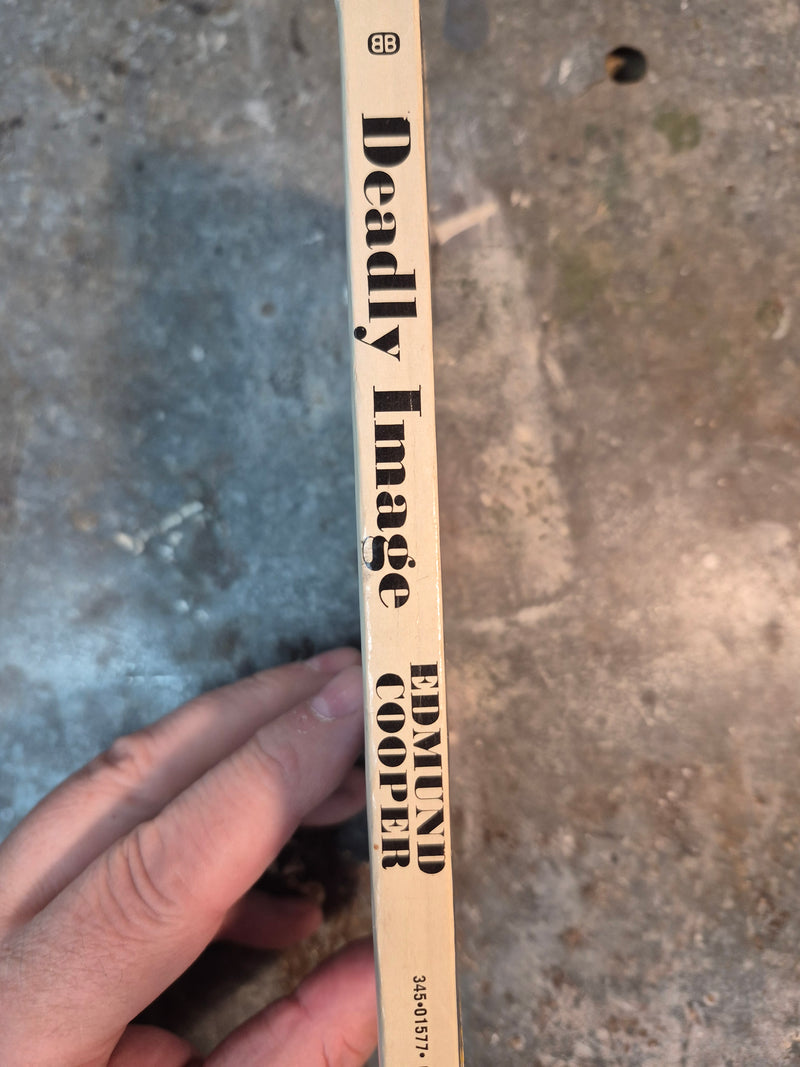 BB
Deadly Image
EDMUND
COOPER
345•01577•